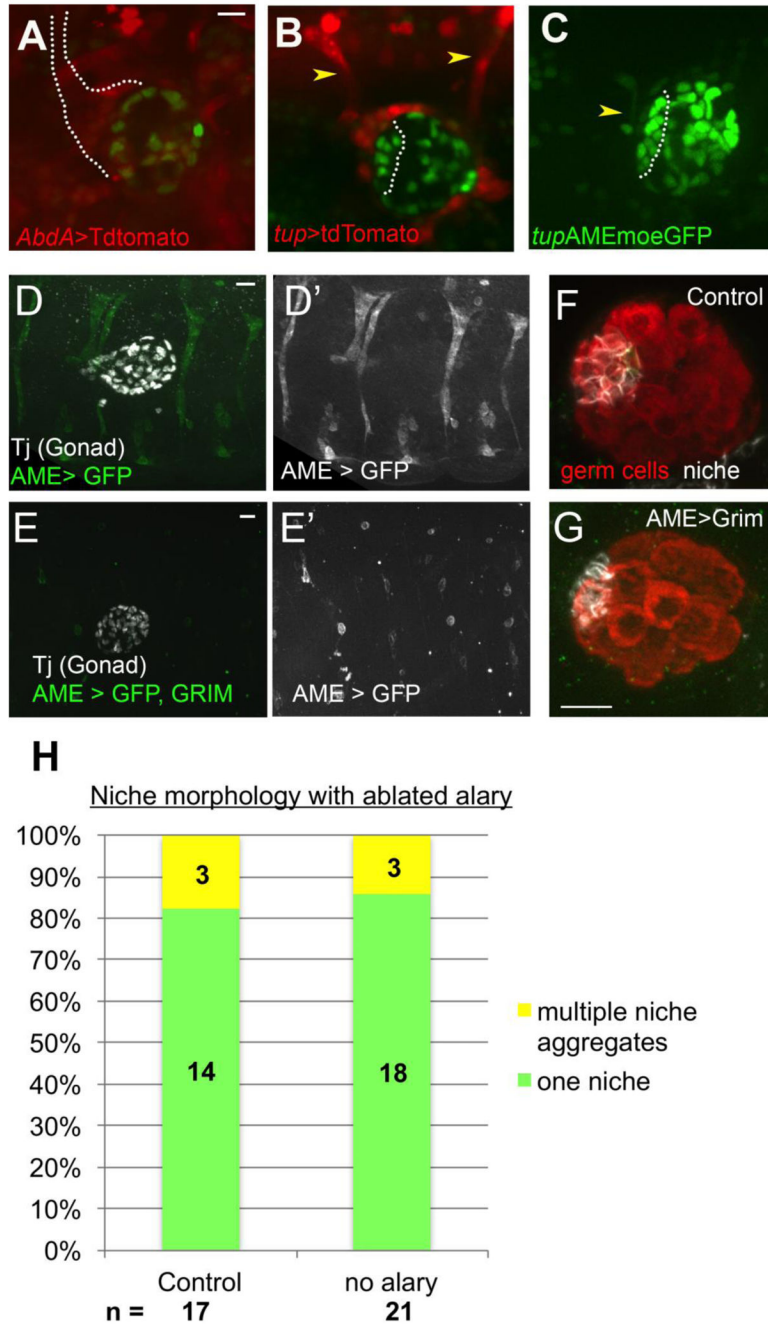 A
AbdA>Tdtomato
B
tup>tdTomato
C
tupAMEmoeGFP
D
Tj (Gonad)
AME> GFP
D'
AME > GFP
F
Control
germ cells niche
E
Tj (Gonad)
AME > GFP, GRIM
E'
AME > GFP
G
AME>Grim
H
Niche morphology with ablated alary
100%
90%
80%
70%
60%
50%
40%
30%
20%
10%
0%
3
3
14
18
multiple niche
aggregates
one niche
Control
no alary
n = 17 21